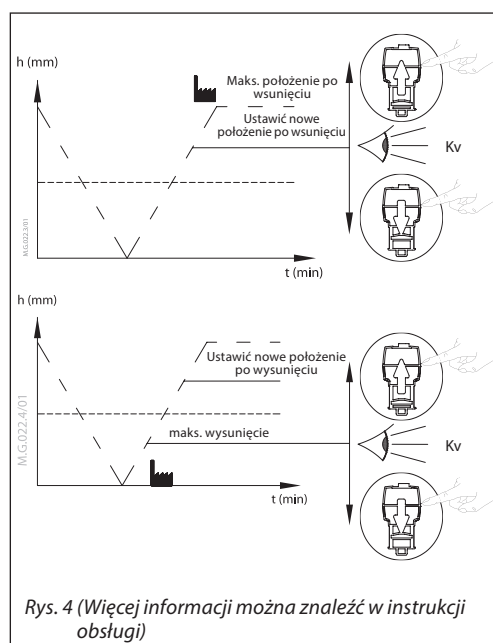 h (mm)
Maks. położenie po
wsunięciu
Ustawić nowe
położenie po wsunięciu
Kv
M.G.022.3/01
t (min)
h (mm)
Ustawić nowe położenie
po wysunięciu
M.G.022.4/01
maks. wysunięcie
Kv
t (min)
Rys. 4 (Więcej informacji można znaleźć w instrukcji
obsługi)